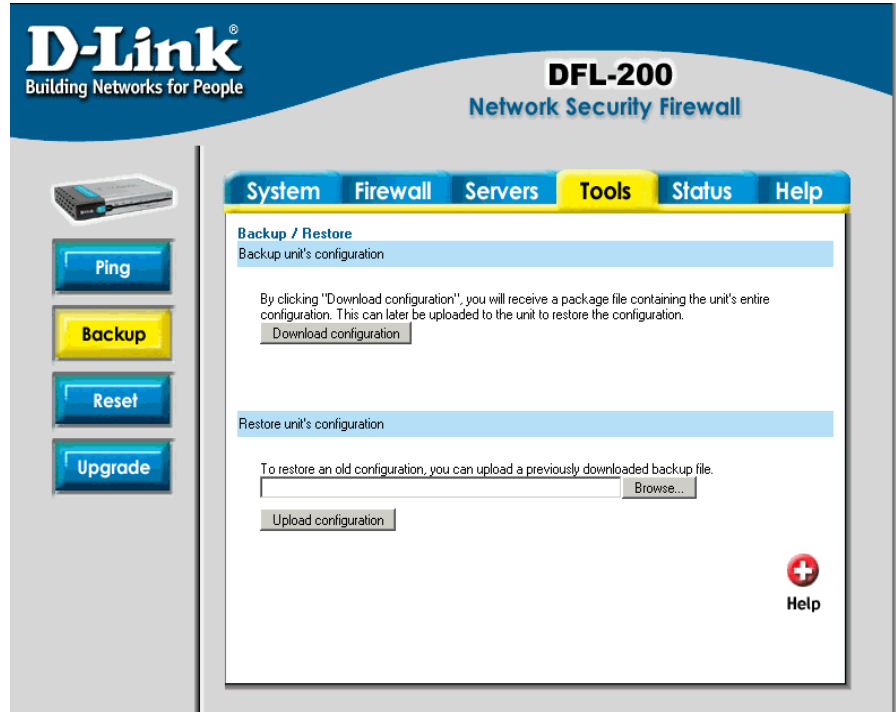 D-Link®
Building Networks for People
DFL-200
Network Security Firewall
System Firewall Servers Tools Status Help
Ping
Backup
Reset
Upgrade
Backup / Restore
Backup unit's configuration
By clicking "Download configuration", you will receive a package file containing the unit's entire
configuration. This can later be uploaded to the unit to restore the configuration.
Download configuration
Restore unit's configuration
To restore an old configuration, you can upload a previously downloaded backup file.
Browse...
Upload configuration
Help